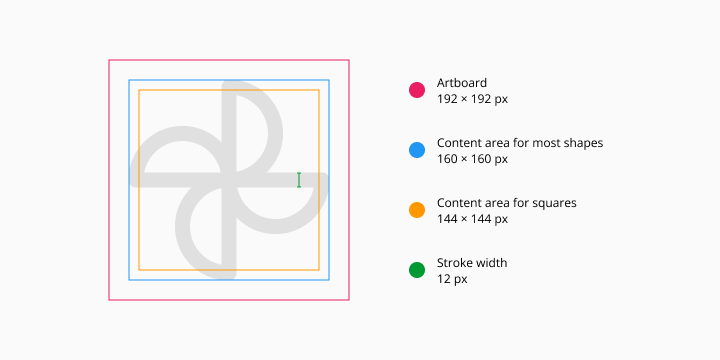 Artboard
192 × 192 px
Content area for most shapes
160 × 160 px
Content area for squares
144 × 144 px
Stroke width
12 px